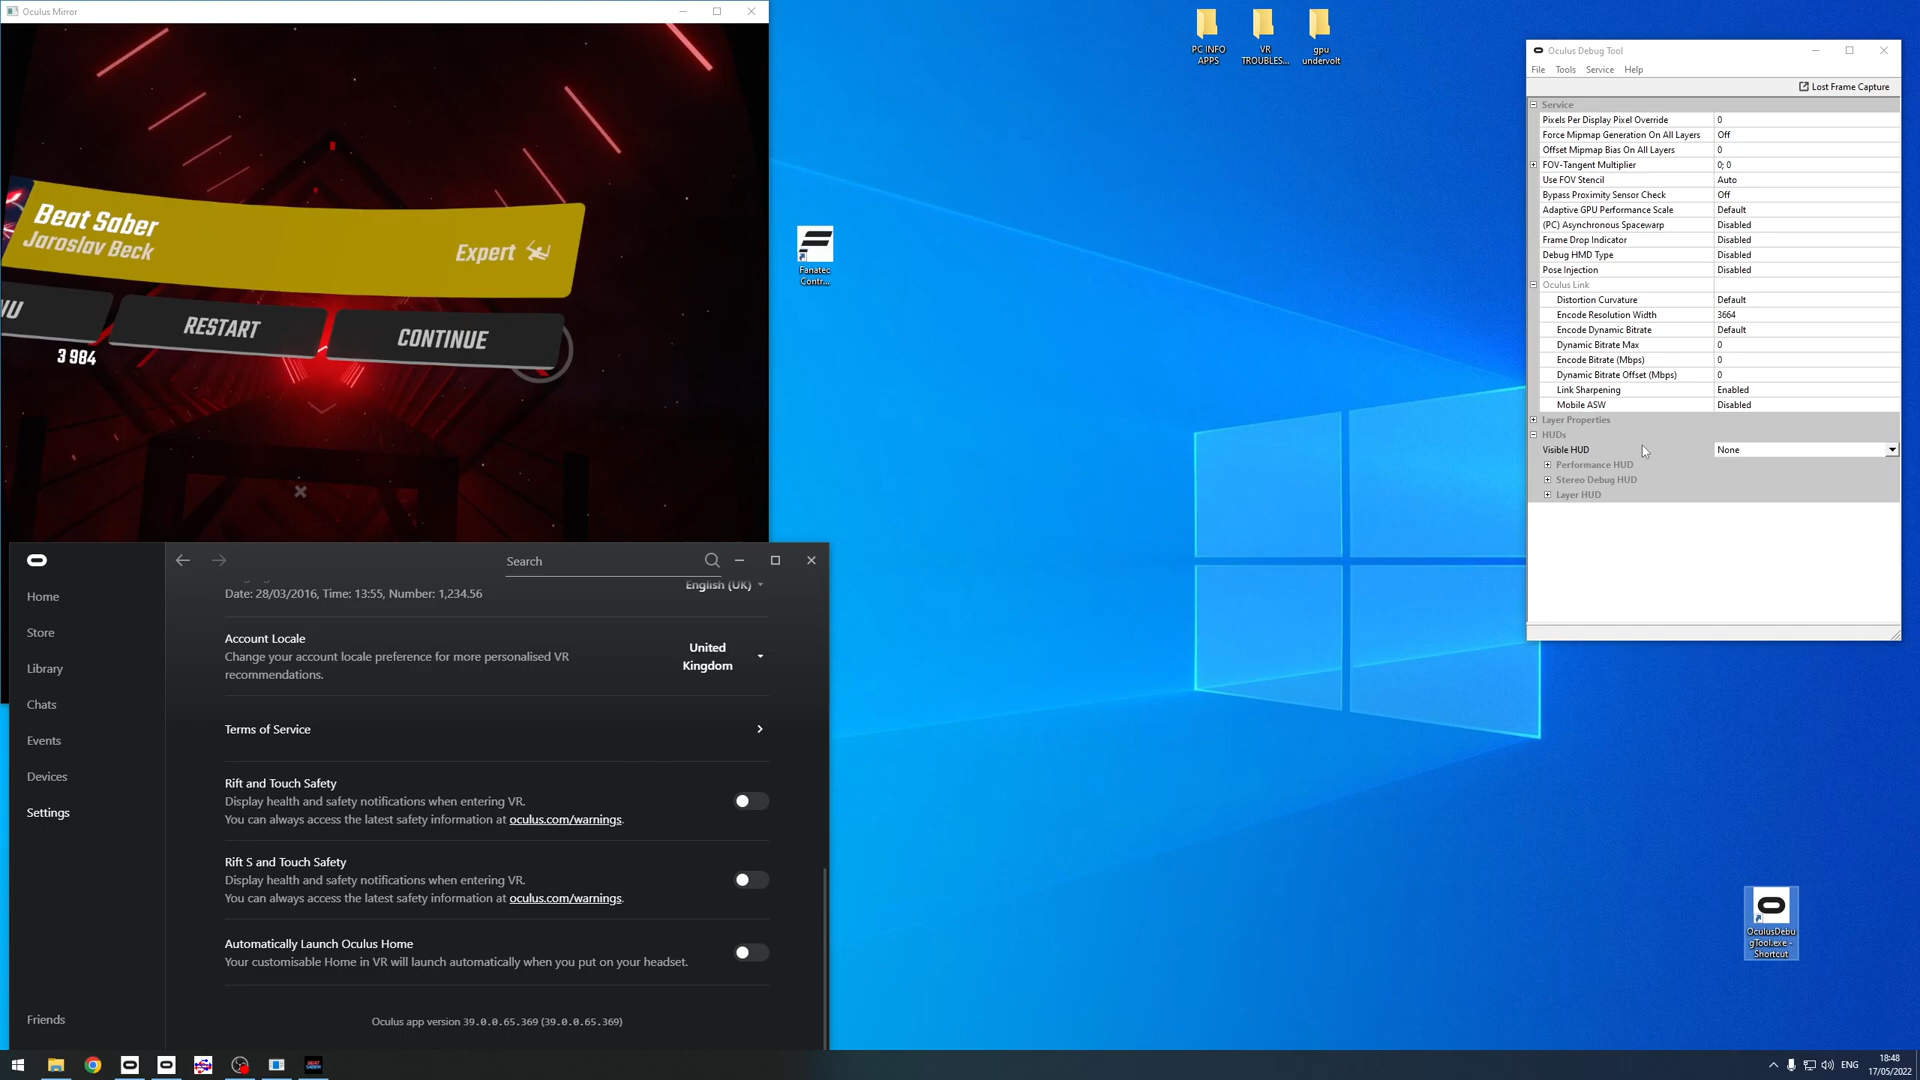 Oculus Mirror
Beat Saber
Jaroslav Beck
Expert
NU
RESTART
CONTINUE
3 984
PC INFO
APPS
VR
TROUBLES...
gpu
undervolt
Fanatec
Contr...
Oculus Debug Tool
File Tools Service Help
Lost Frame Capture
Service
Pixels Per Display Pixel Override 0
Force Mipmap Generation On All Layers Off
Offset Mipmap Bias On All Layers 0
FOV-Tangent Multiplier 0; 0
Use FOV Stencil Auto
Bypass Proximity Sensor Check Off
Adaptive GPU Performance Scale Default
(PC) Asynchronous Spacewarp Disabled
Frame Drop Indicator Disabled
Debug HMD Type Disabled
Pose Injection Disabled
Oculus Link
Distortion Curvature Default
Encode Resolution Width 3664
Encode Dynamic Bitrate Default
Dynamic Bitrate Max 0
Encode Bitrate (Mbps) 0
Dynamic Bitrate Offset (Mbps) 0
Link Sharpening Enabled
Mobile ASW Disabled
Layer Properties
HUDs
Visible HUD None
Performance HUD
Stereo Debug HUD
Layer HUD
Search
Home
Store
Library
Chats
Events
Devices
Settings
Friends
English (UK)
Date: 28/03/2016, Time: 13:55, Number: 1,234.56
Account Locale
Change your account locale preference for more personalised VR
recommendations.
United
Kingdom
Terms of Service
Rift and Touch Safety
Display health and safety notifications when entering VR.
You can always access the latest safety information at oculus.com/warnings.
Rift S and Touch Safety
Display health and safety notifications when entering VR.
You can always access the latest safety information at oculus.com/warnings.
Automatically Launch Oculus Home
Your customisable Home in VR will launch automatically when you put on your headset.
Oculus app version 39.0.0.65.369 (39.0.0.65.369)
OculusDebu
gTool.exe -
Shortcut
BEAT
SABER
ENG
18:48
17/05/2022